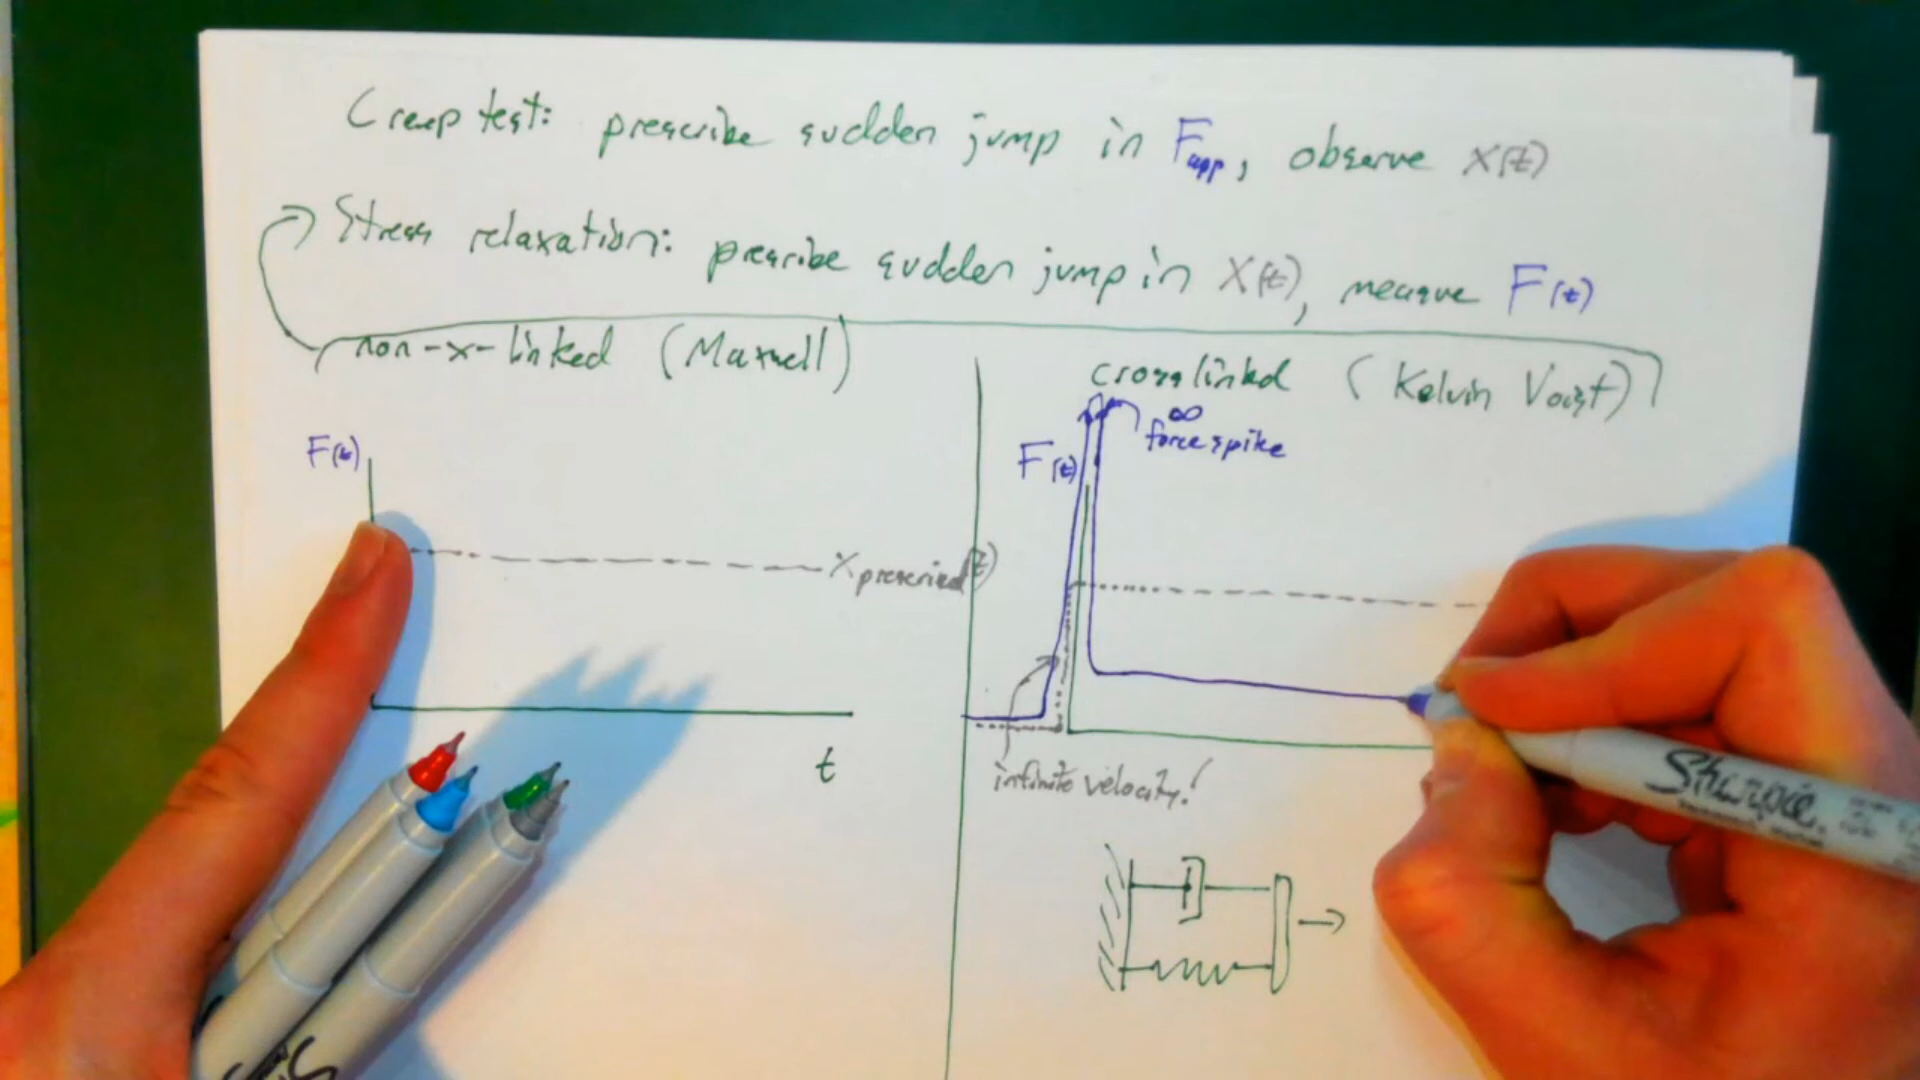 Creep test: prescribe sudden jump in Fapp, observe X(t)
Stress relaxation: prescribe sudden jump in X(t), measure F(t)
non-x-linked (Maxwell)
crosslinked (Kelvin Voigt)
∞
force spike
F(t)
F(t)
X prescribed(t)
t
infinite velocity!
Sharpie